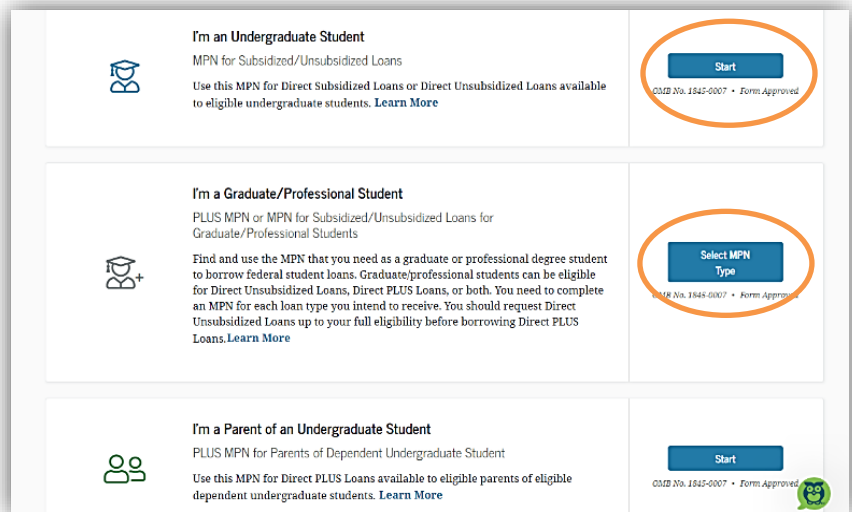 I'm an Undergraduate Student
MPN for Subsidized/Unsubsidized Loans
Use this MPN for Direct Subsidized Loans or Direct Unsubsidized Loans available
to eligible undergraduate students. Learn More
Start
OMB No. 1845-0007 • Form Approved
I'm a Graduate/Professional Student
PLUS MPN or MPN for Subsidized/Unsubsidized Loans for
Graduate/Professional Students
Find and use the MPN that you need as a graduate or professional degree student
to borrow federal student loans. Graduate/professional students can be eligible
for Direct Unsubsidized Loans, Direct PLUS Loans, or both. You need to complete
an MPN for each loan type you intend to receive. You should request Direct
Unsubsidized Loans up to your full eligibility before borrowing Direct PLUS
Loans.Learn More
Select MPN
Type
OMB No. 1845-0007 • Form Approved
I'm a Parent of an Undergraduate Student
PLUS MPN for Parents of Dependent Undergraduate Student
Use this MPN for Direct PLUS Loans available to eligible parents of eligible
dependent undergraduate students. Learn More
Start
OMB No. 1845-0007 • Form Approved